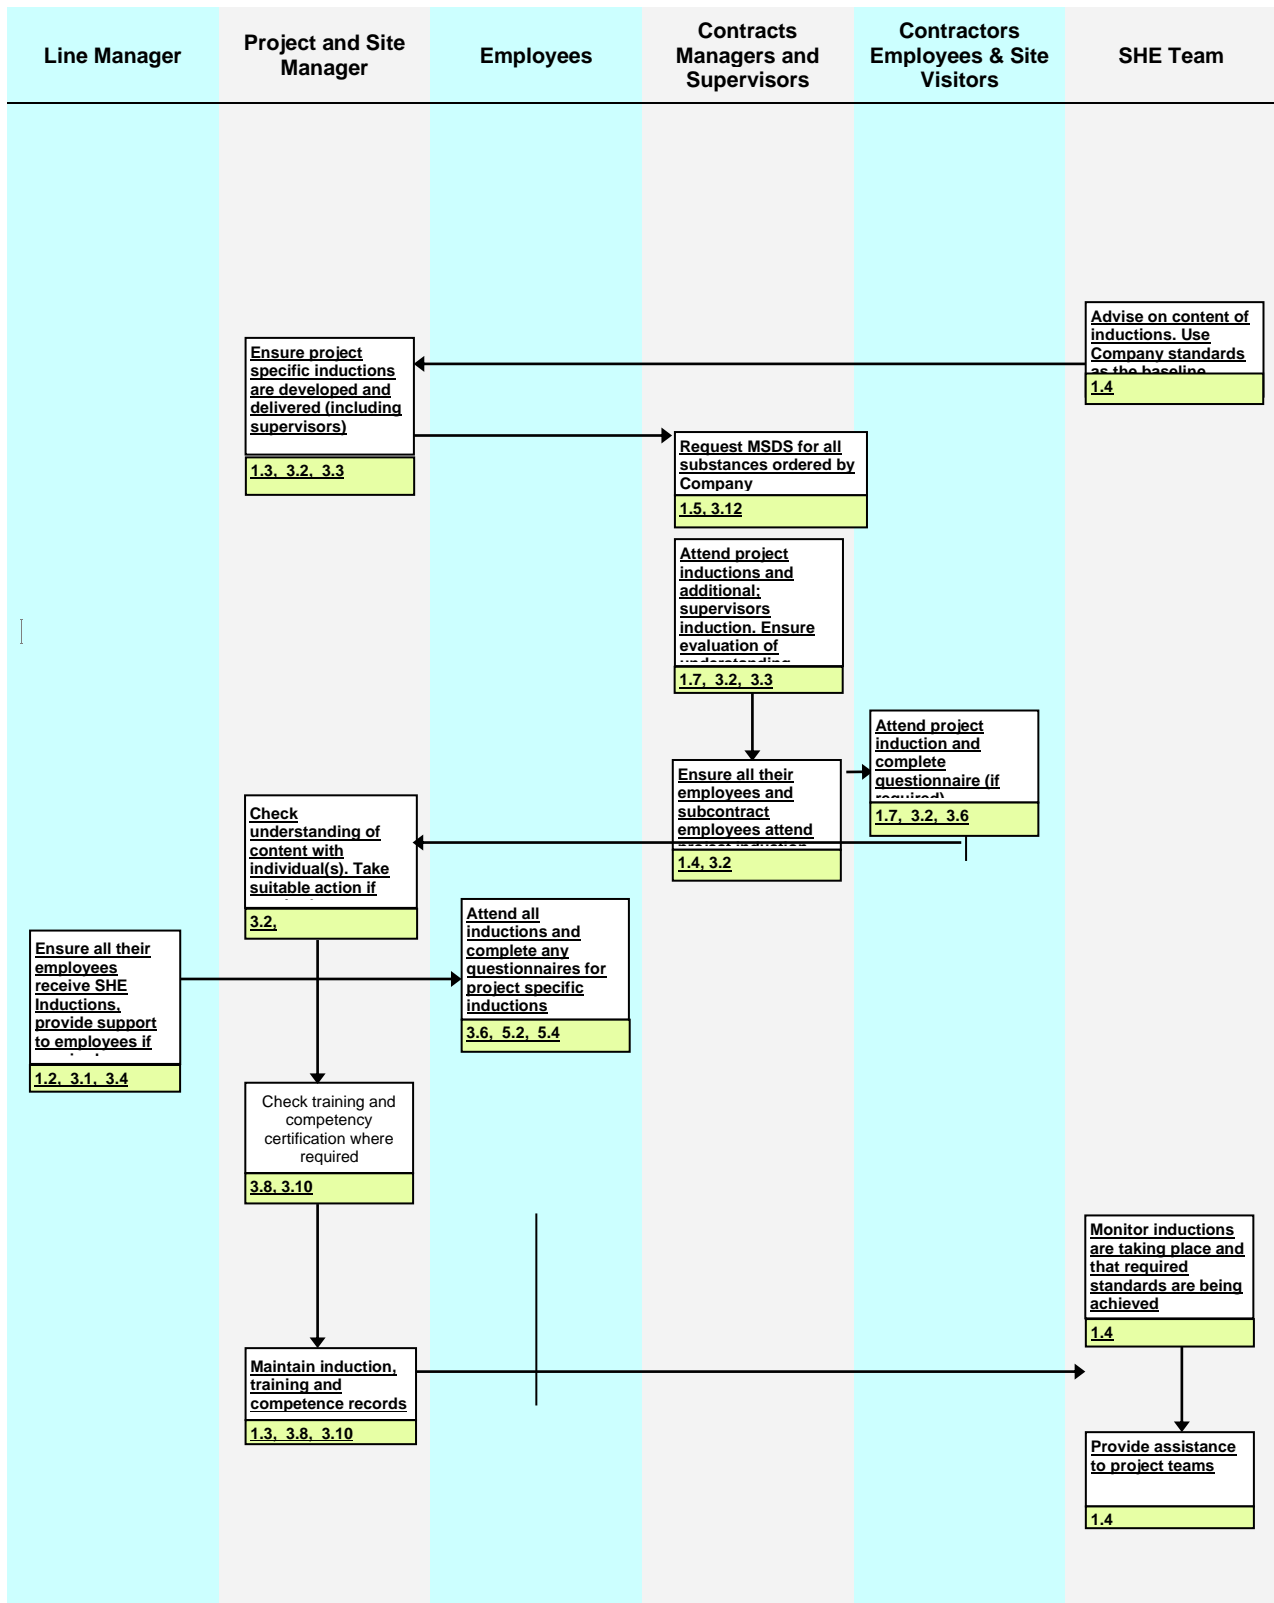 Line Manager
Project and Site
Manager
Employees
Contracts
Managers and
Supervisors
Contractors
Employees & Site
Visitors
SHE Team
Advise on content of
inductions. Use
Company standards
as the baseline
1.4
Ensure project
specific inductions
are developed and
delivered (including
supervisors)
1.3, 3.2, 3.3
Request MSDS for all
substances ordered by
Company
1.5, 3.12
Attend project
inductions and
additional;
supervisors
induction. Ensure
evaluation of
understanding
1.7, 3.2, 3.3
Attend project
induction and
complete
questionnaire (if
required)
1.7, 3.2, 3.6
Ensure all their
employees and
subcontract
employees attend
project induction
1.4, 3.2
Check
understanding of
content with
individual(s). Take
suitable action if
3.2,
Attend all
inductions and
complete any
questionnaires for
project specific
inductions
3.6, 5.2, 5.4
Ensure all their
employees
receive SHE
Inductions,
provide support
to employees if
1.2, 3.1, 3.4
Check training and
competency
certification where
required
3.8, 3.10
Monitor inductions
are taking place and
that required
standards are being
achieved
1.4
Maintain induction,
training and
competence records
1.3, 3.8, 3.10
Provide assistance
to project teams
1.4